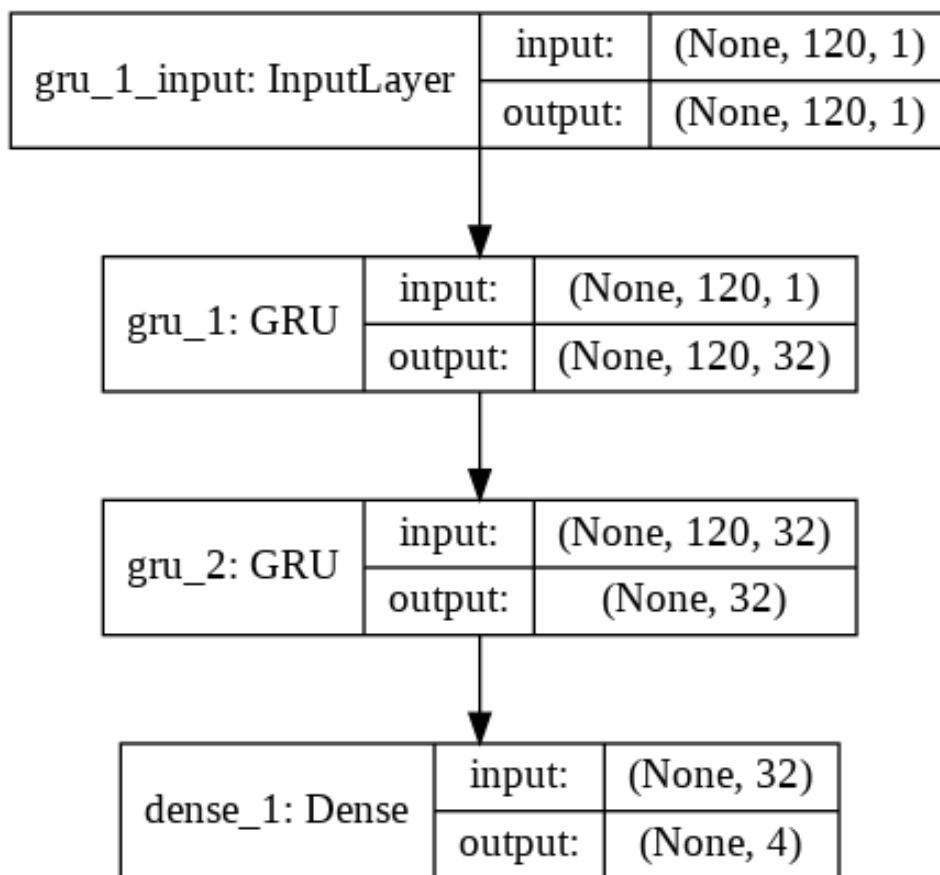 gru_1_input: InputLayer
input:
(None, 120, 1)
output:
(None, 120, 1)
gru_1: GRU
input:
(None, 120, 1)
output:
(None, 120, 32)
gru_2: GRU
input:
(None, 120, 32)
output:
(None, 32)
dense_1: Dense
input:
(None, 32)
output:
(None, 4)